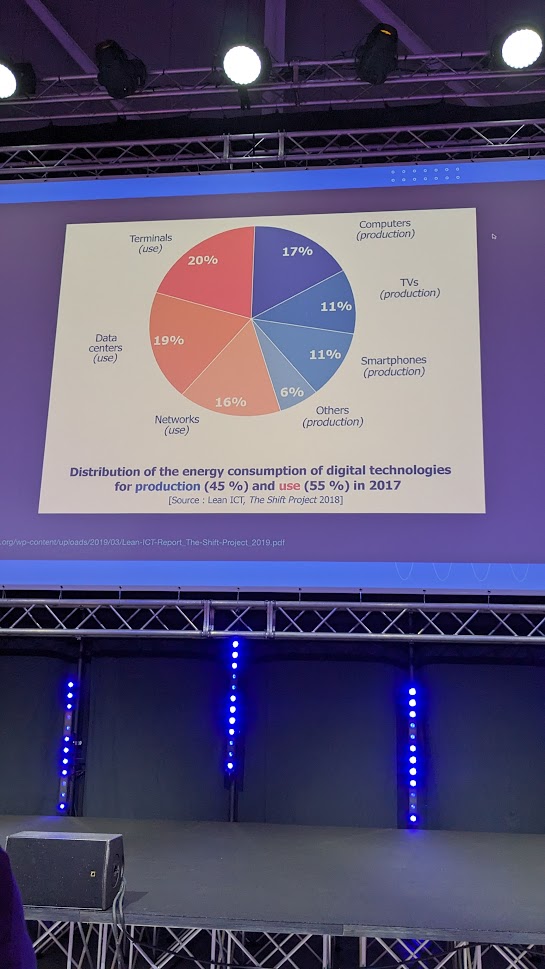 Terminals
(use)
20%
Computers
(production)
17%
TVs
(production)
11%
Smartphones
(production)
11%
Others
(production)
6%
Networks
(use)
16%
Data
centers
(use)
19%
Distribution of the energy consumption of digital technologies
for production (45 %) and use (55 %) in 2017
[Source : Lean ICT, The Shift Project 2018]
.org/wp-content/uploads/2019/03/Lean-ICT-Report_The-Shift-Project_2019.pdf